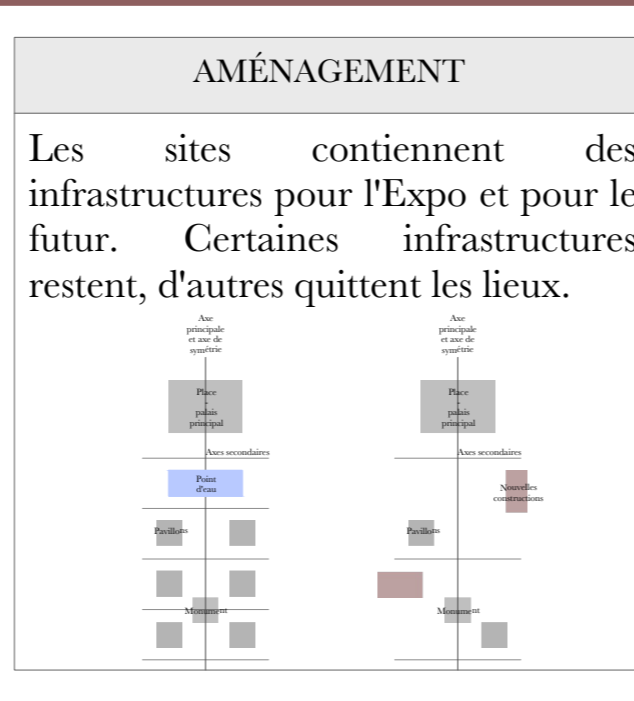 AMÉNAGEMENT
Les sites contiennent des
infrastructures pour l'Expo et pour le
futur. Certaines infrastructures
restent, d'autres quittent les lieux.
Axe
principale
et axe de
symétrie
Place
-
palais
principal
Axes secondaires
Point
d'eau
Pavillons
Monument
Axe
principale
et axe de
symétrie
Place
-
palais
principal
Axes secondaires
Nouvelles
constructions
Pavillons
Monument